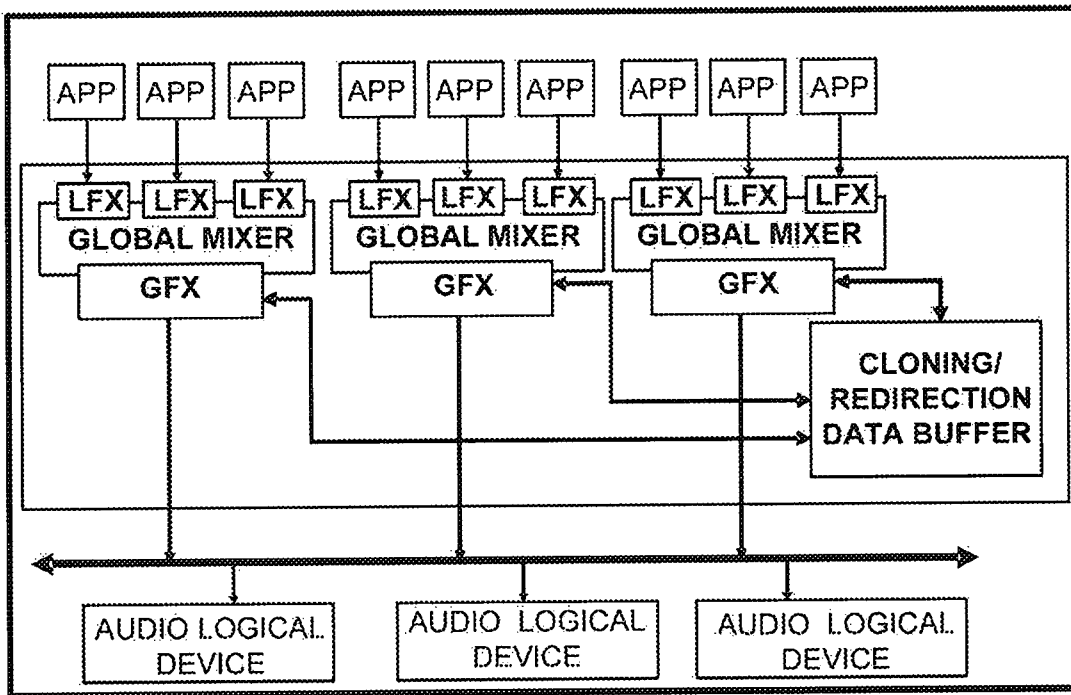 APP APP APP APP APP APP APP APP APP
LFX LFX LFX LFX LFX LFX LFX LFX LFX
GLOBAL MIXER GLOBAL MIXER GLOBAL MIXER
GFX GFX GFX
CLONING/
REDIRECTION
DATA BUFFER
AUDIO LOGICAL
DEVICE
AUDIO LOGICAL
DEVICE
AUDIO LOGICAL
DEVICE